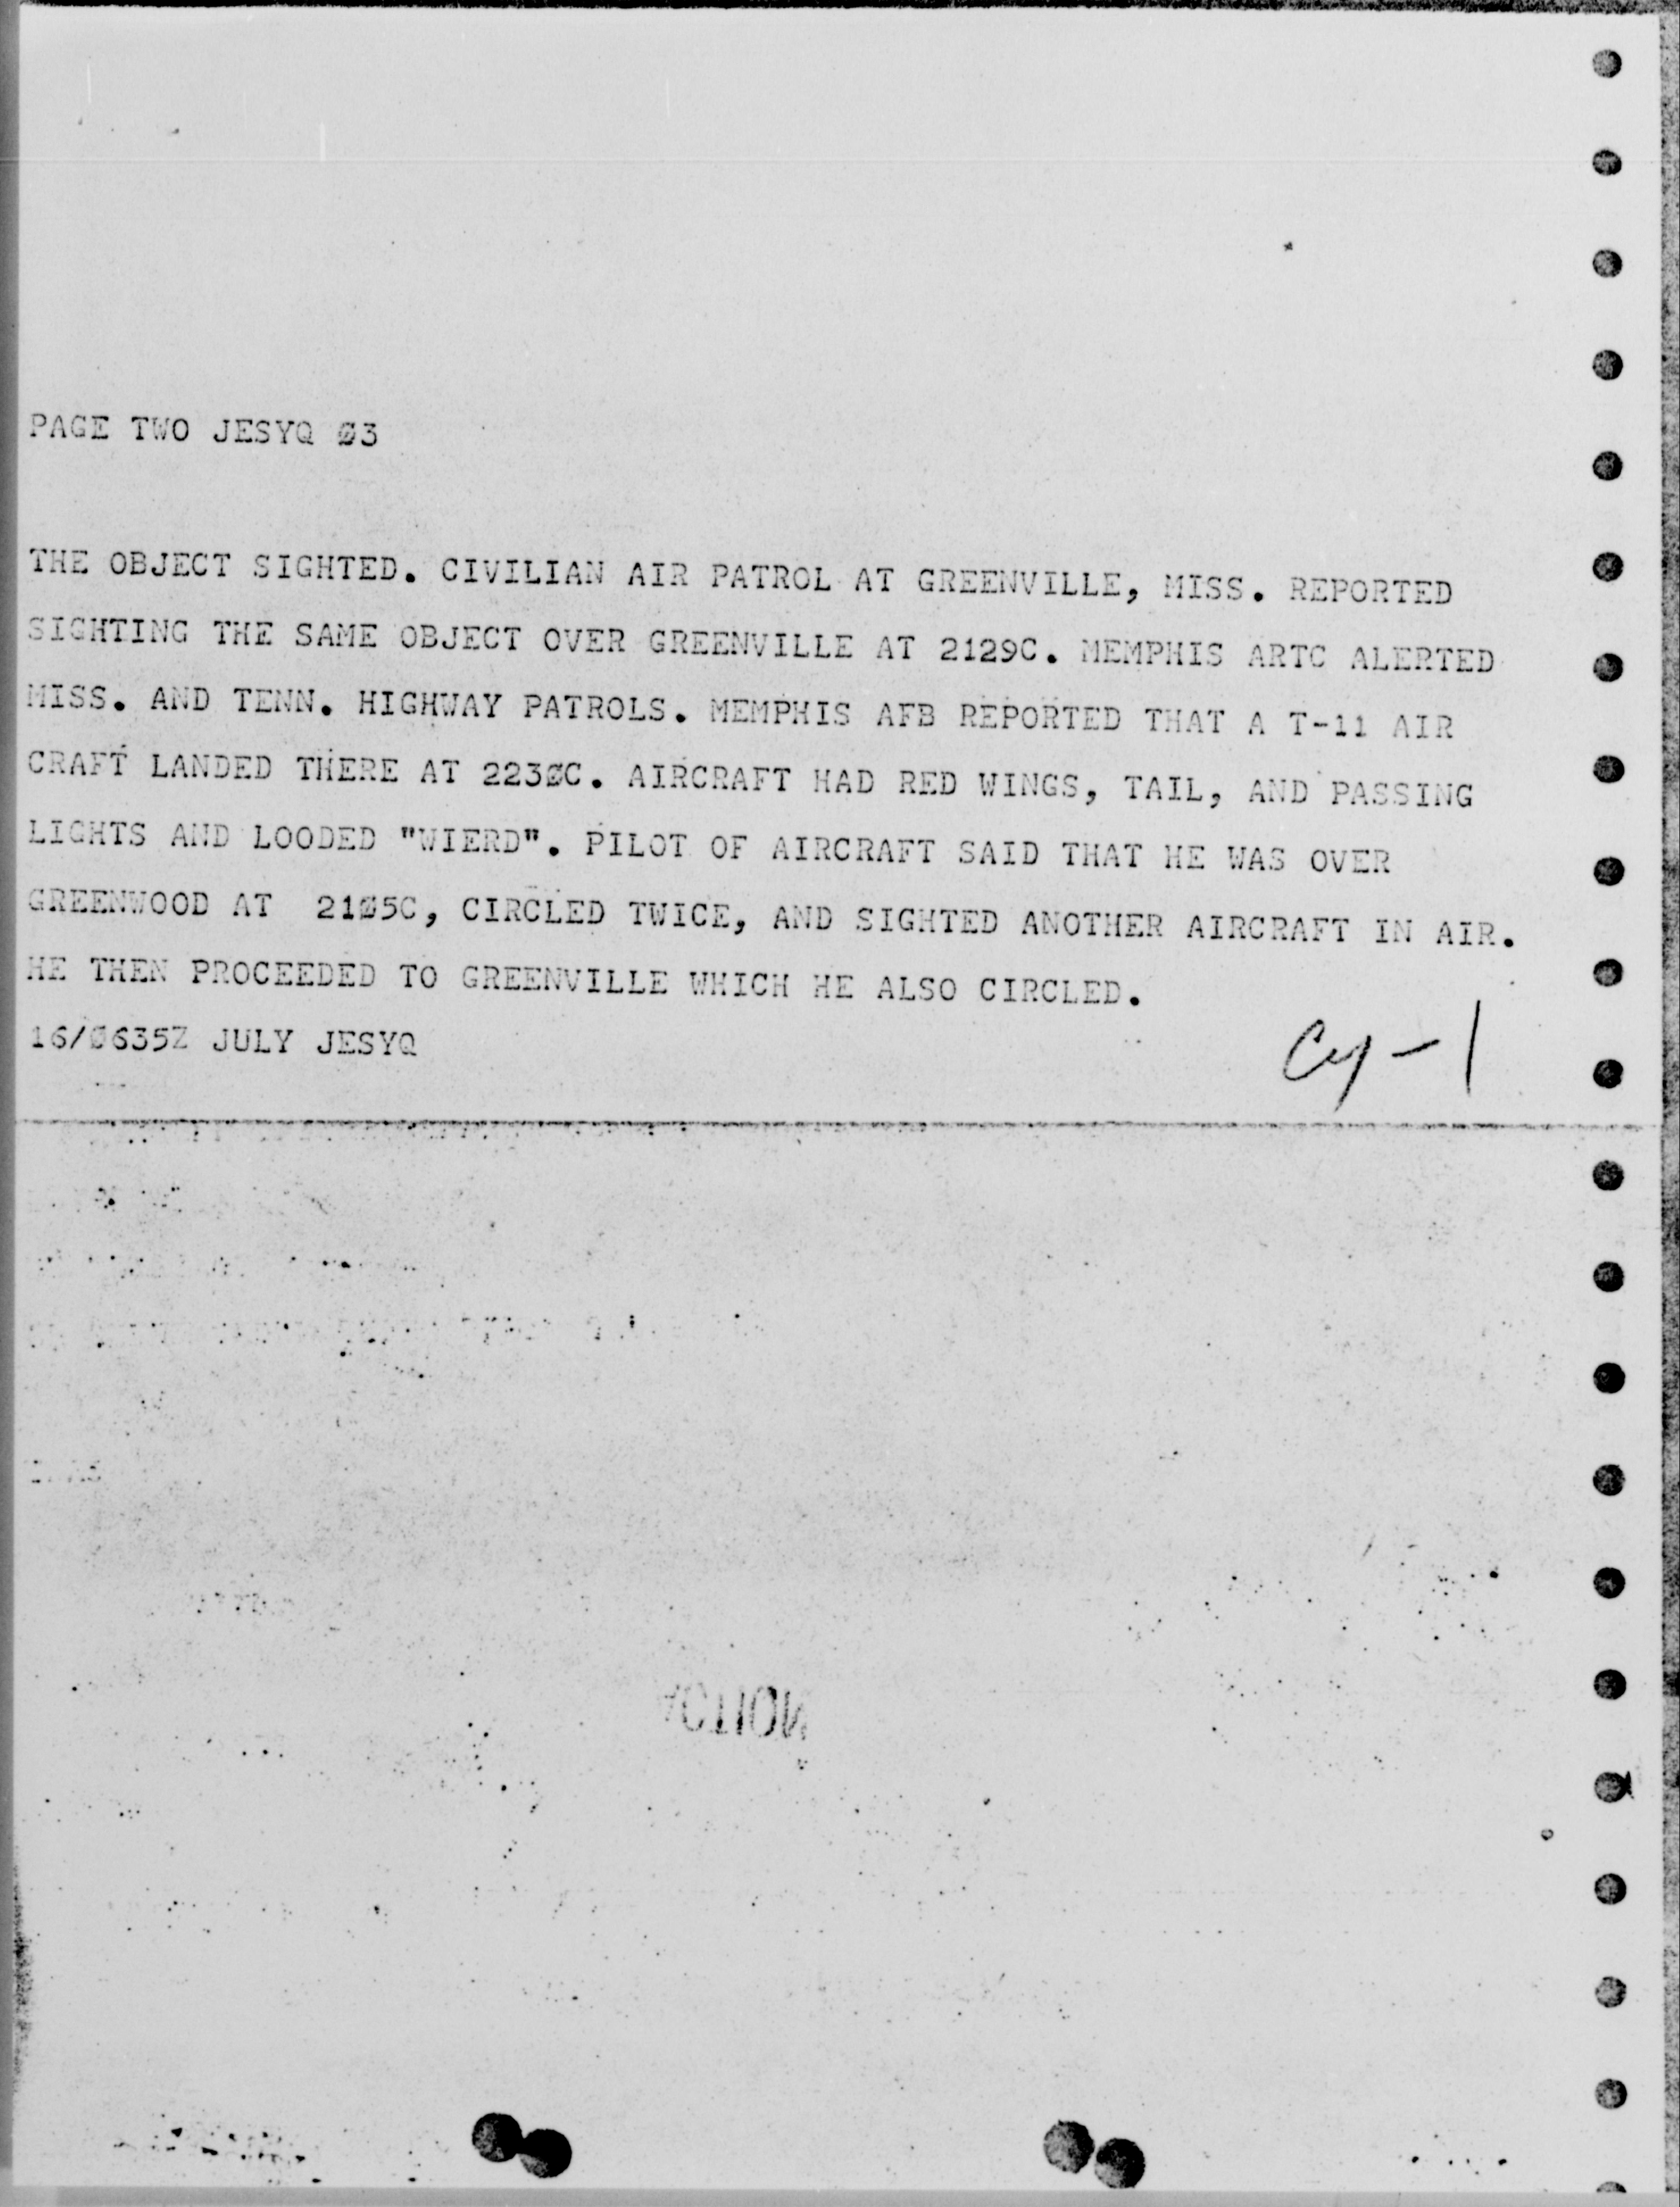 PAGE TWO JESYQ Ø3
THE OBJECT SIGHTED. CIVILIAN AIR PATROL AT GREENVILLE, MISS. REPORTED
SIGHTING THE SAME OBJECT OVER GREENVILLE AT 2129C. MEMPHIS ARTC ALERTED
MISS. AND TENN. HIGHWAY PATROLS. MEMPHIS AFB REPORTED THAT A T-11 AIR
CRAFT LANDED THERE AT 223ØC. AIRCRAFT HAD RED WINGS, TAIL, AND PASSING
LIGHTS AND LOODED "WIERD". PILOT OF AIRCRAFT SAID THAT HE WAS OVER
GREENWOOD AT 21Ø5C, CIRCLED TWICE, AND SIGHTED ANOTHER AIRCRAFT IN AIR.
HE THEN PROCEEDED TO GREENVILLE WHICH HE ALSO CIRCLED.
16/Ø635Z JULY JESYQ
Cy-1
ACTION